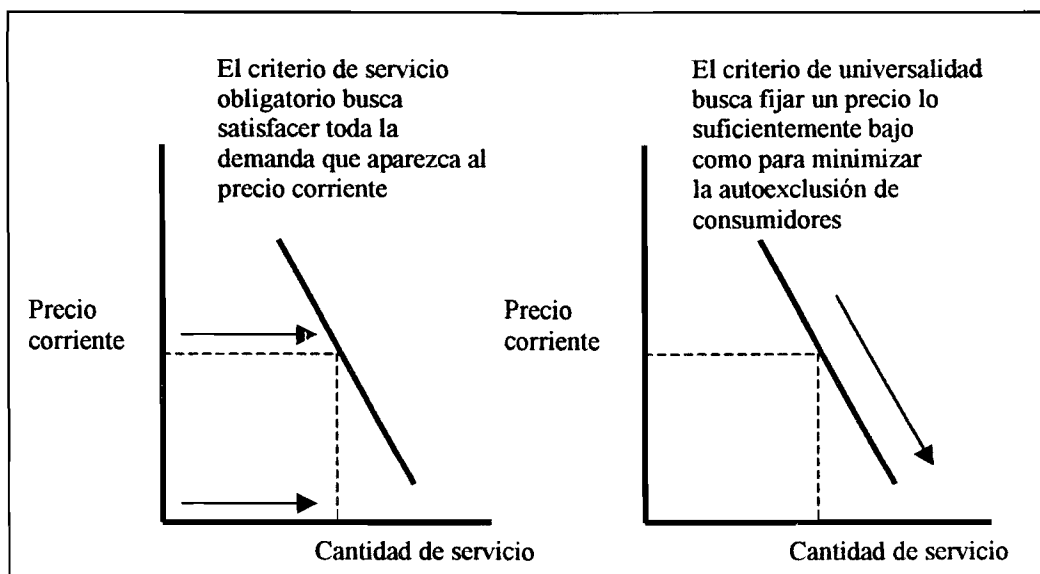 El criterio de servicio
obligatorio busca
satisfacer toda la
demanda que aparezca al
precio corriente
Precio
corriente
Cantidad de servicio
El criterio de universalidad
busca fijar un precio lo
suficientemente bajo
como para minimizar
la autoexclusión de
consumidores
Precio
corriente
Cantidad de servicio